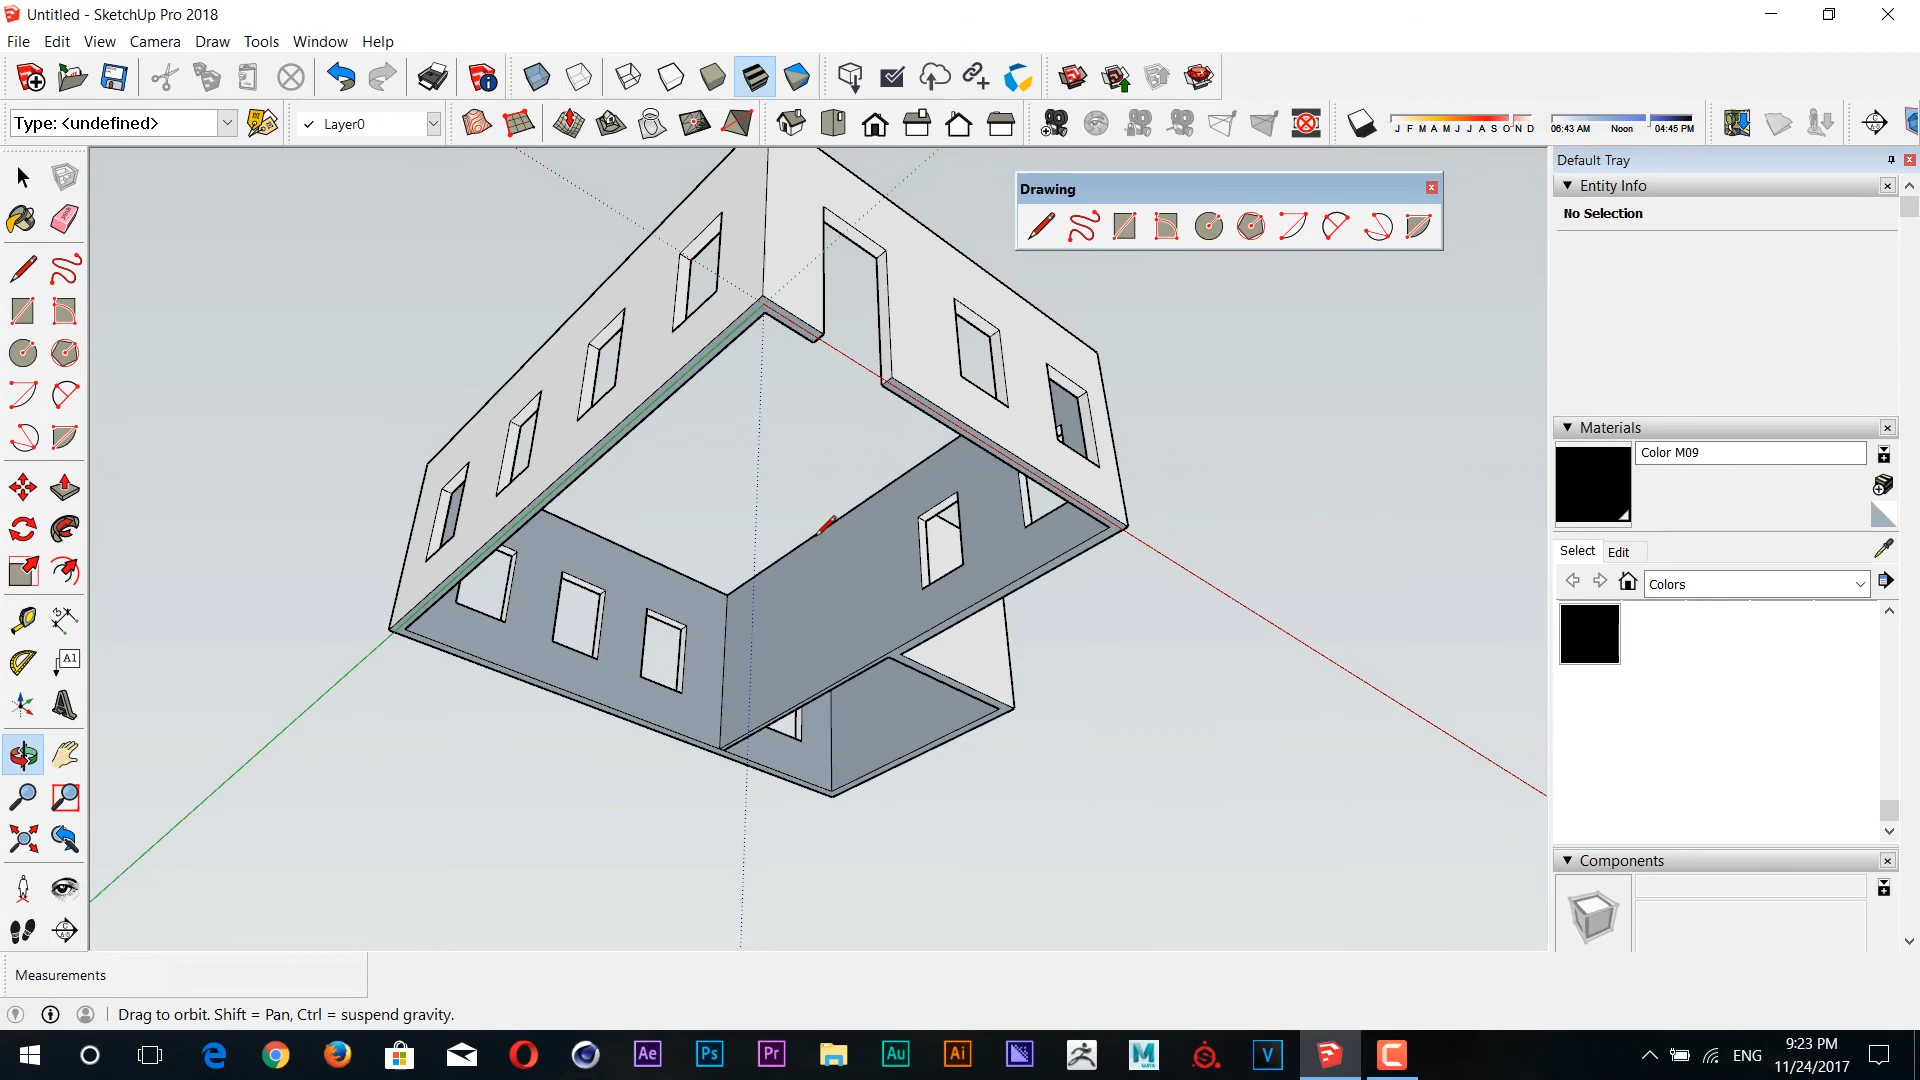 Untitled - SketchUp Pro 2018
File Edit View Camera Draw Tools Window Help
Type: <undefined>
Layer0
J F M A M J J A S O N D
06:43 AM Noon 04:45 PM
Default Tray
Entity Info
No Selection
Drawing
Materials
Color M09
Select Edit
Colors
Components
A1
Measurements
Drag to orbit. Shift = Pan, Ctrl = suspend gravity.
Ae Ps Pr Au Ai M V
ENG
9:23 PM
11/24/2017